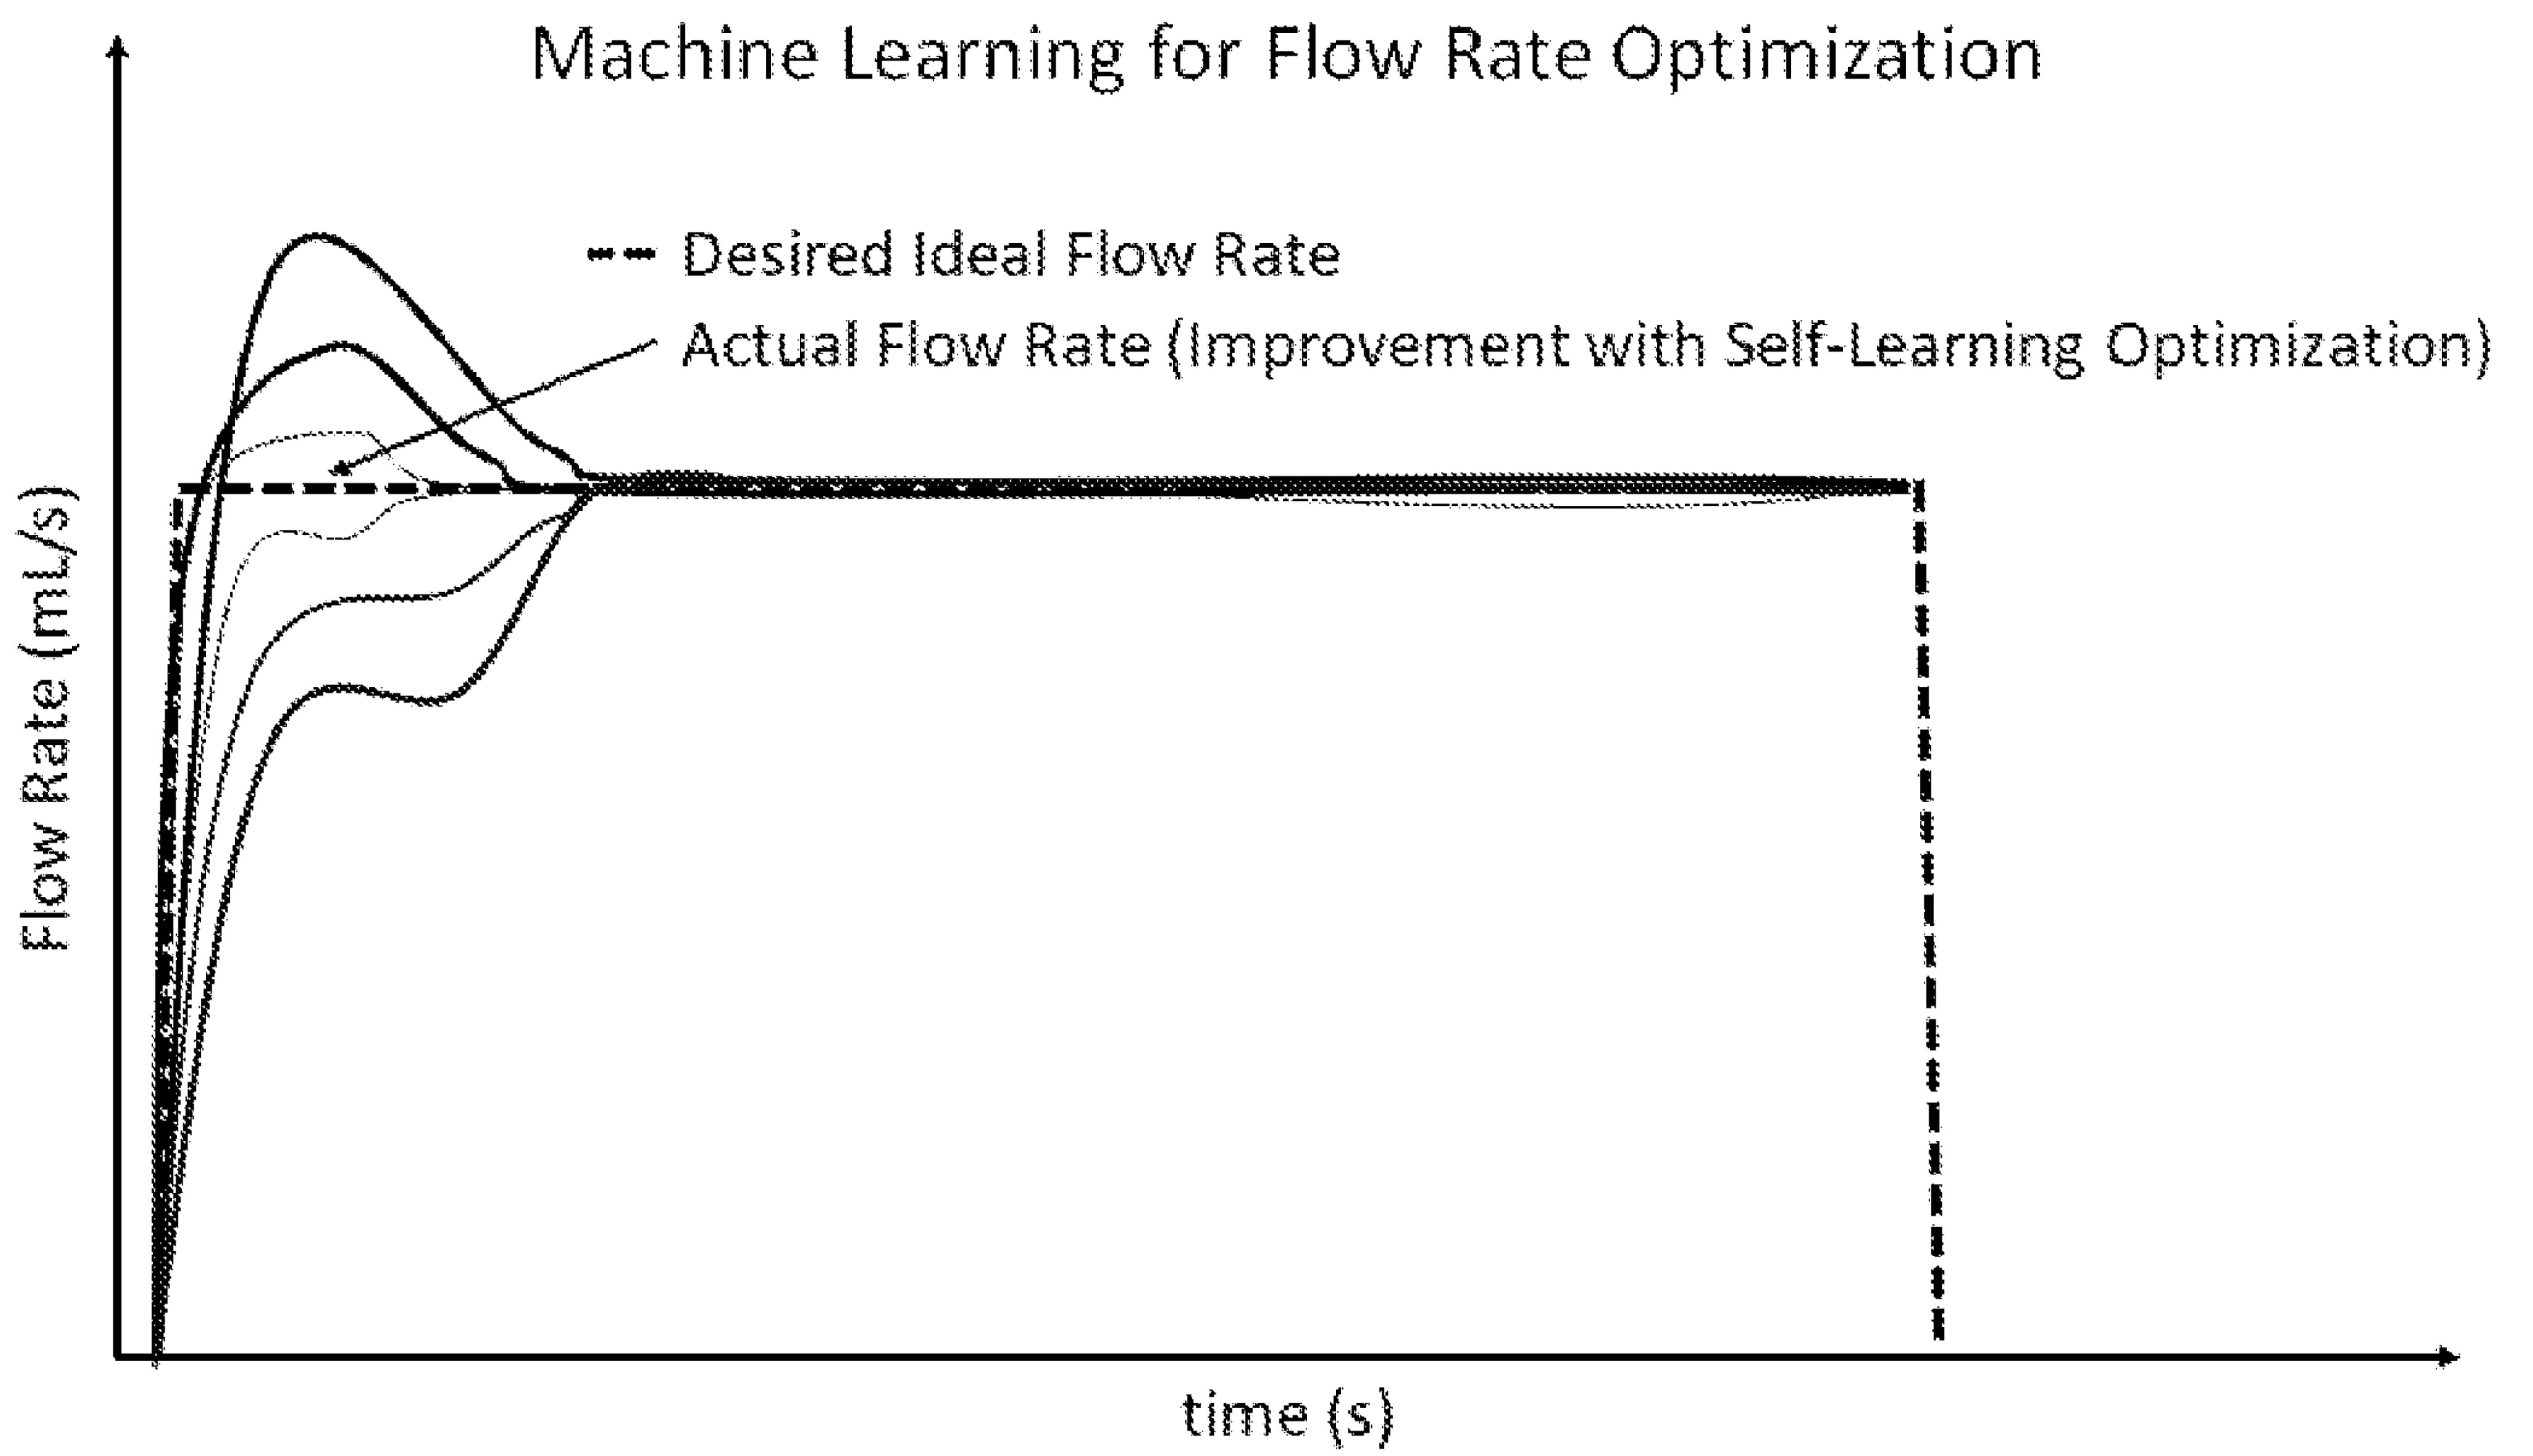 Machine Learning for Flow Rate Optimization
Desired Ideal Flow Rate
Actual Flow Rate (Improvement with Self-Learning Optimization)
Flow Rate (mL/s)
time (s)